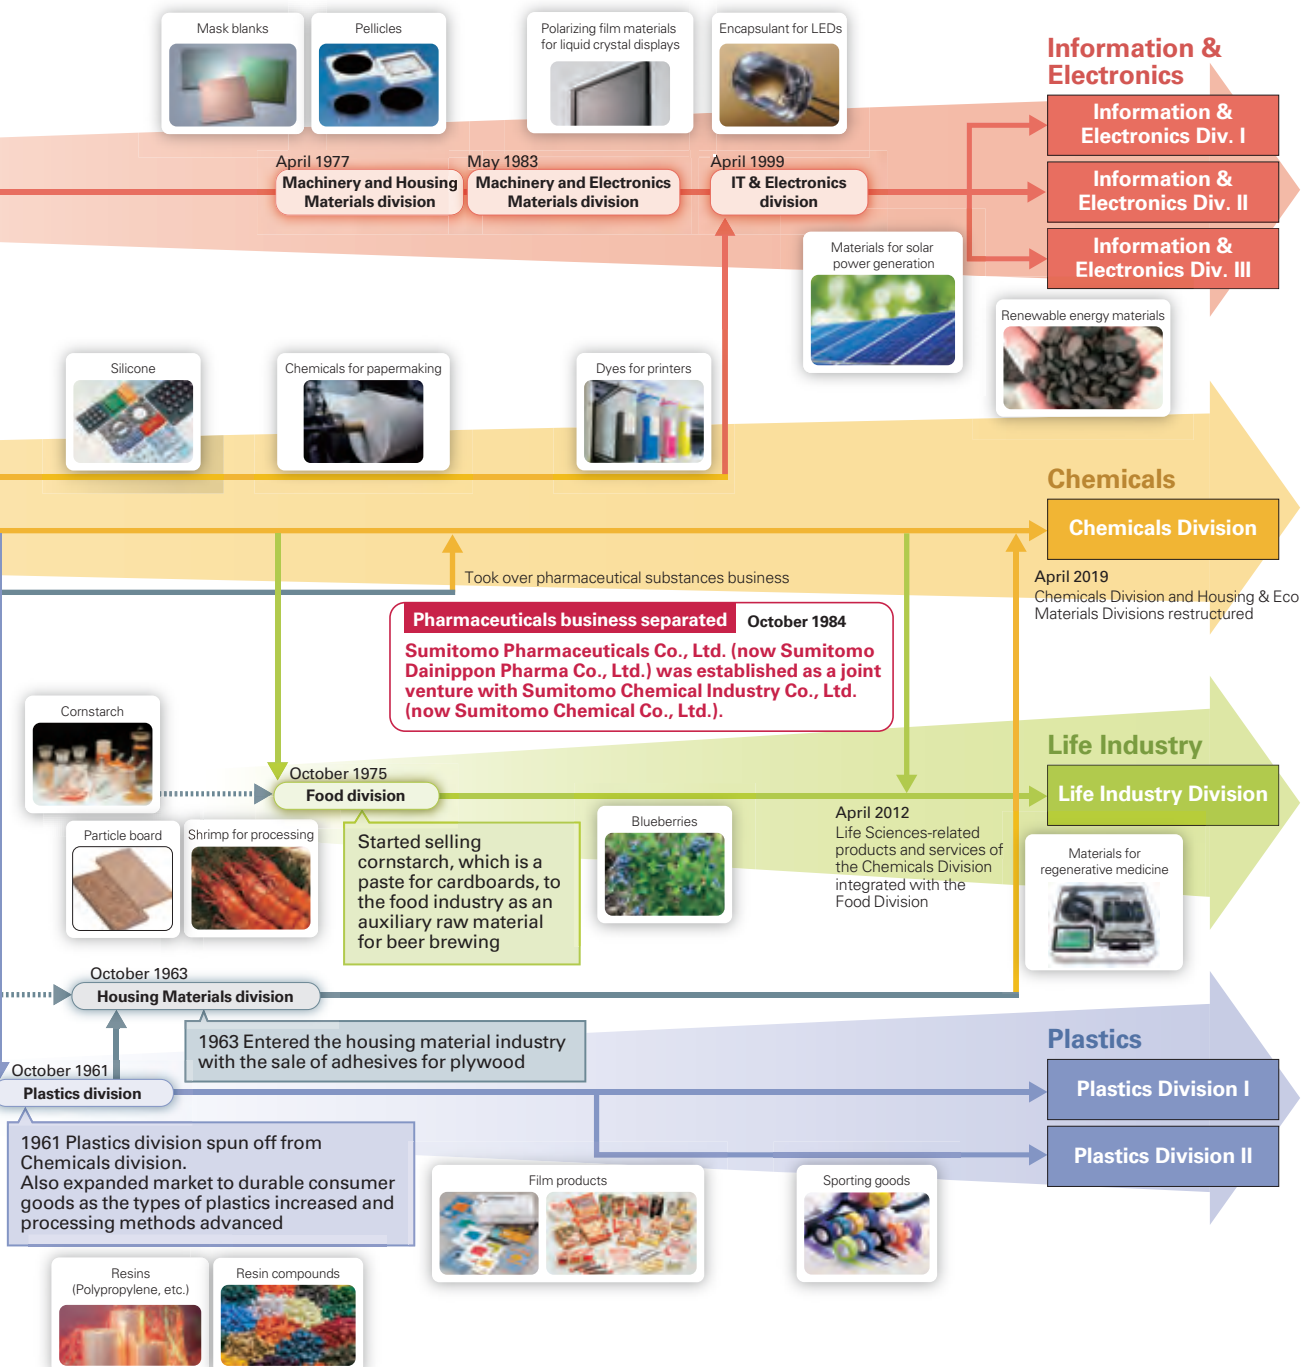 Mask blanks
Pellicles
Polarizing film materials
for liquid crystal displays
Encapsulant for LEDs
Information &
Electronics
Information &
Electronics Div. I
April 1977
Machinery and Housing
Materials division
May 1983
Machinery and Electronics
Materials division
April 1999
IT & Electronics
division
Information &
Electronics Div. II
Information &
Electronics Div. III
Materials for solar
power generation
Renewable energy materials
Silicone
Chemicals for papermaking
Dyes for printers
Chemicals
Chemicals Division
Took over pharmaceutical substances business
April 2019
Chemicals Division and Housing & Eco
Materials Divisions restructured
Pharmaceuticals business separated October 1984
Sumitomo Pharmaceuticals Co., Ltd. (now Sumitomo
Dainippon Pharma Co., Ltd.) was established as a joint
venture with Sumitomo Chemical Industry Co., Ltd.
(now Sumitomo Chemical Co., Ltd.).
Cornstarch
Life Industry
Life Industry Division
October 1975
Food division
Particle board
Shrimp for processing
Started selling
cornstarch, which is a
paste for cardboards, to
the food industry as an
auxiliary raw material
for beer brewing
Blueberries
April 2012
Life Sciences-related
products and services of
the Chemicals Division
integrated with the
Food Division
Materials for
regenerative medicine
October 1963
Housing Materials division
1963 Entered the housing material industry
with the sale of adhesives for plywood
Plastics
Plastics Division I
October 1961
Plastics division
Plastics Division II
1961 Plastics division spun off from
Chemicals division.
Also expanded market to durable consumer
goods as the types of plastics increased and
processing methods advanced
Film products
Sporting goods
Resins
(Polypropylene, etc.)
Resin compounds